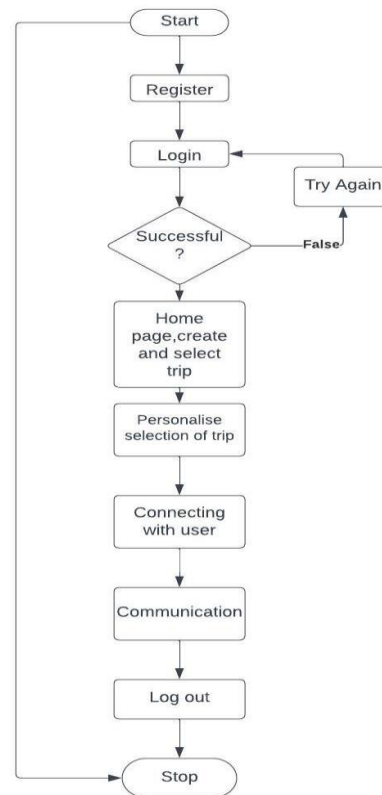 Start
Register
Login
Try Again
Successful
?
False
Home
page,create
and select
trip
Personalise
selection of trip
Connecting
with user
Communication
Log out
Stop